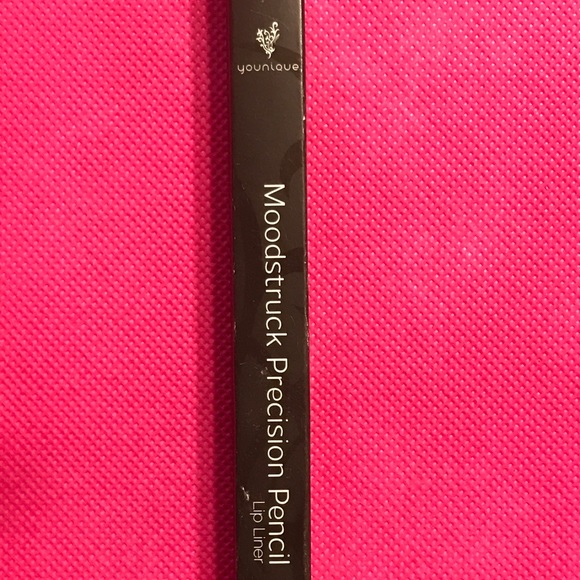 younique
Moodstruck Precision Pencil
Lip Liner